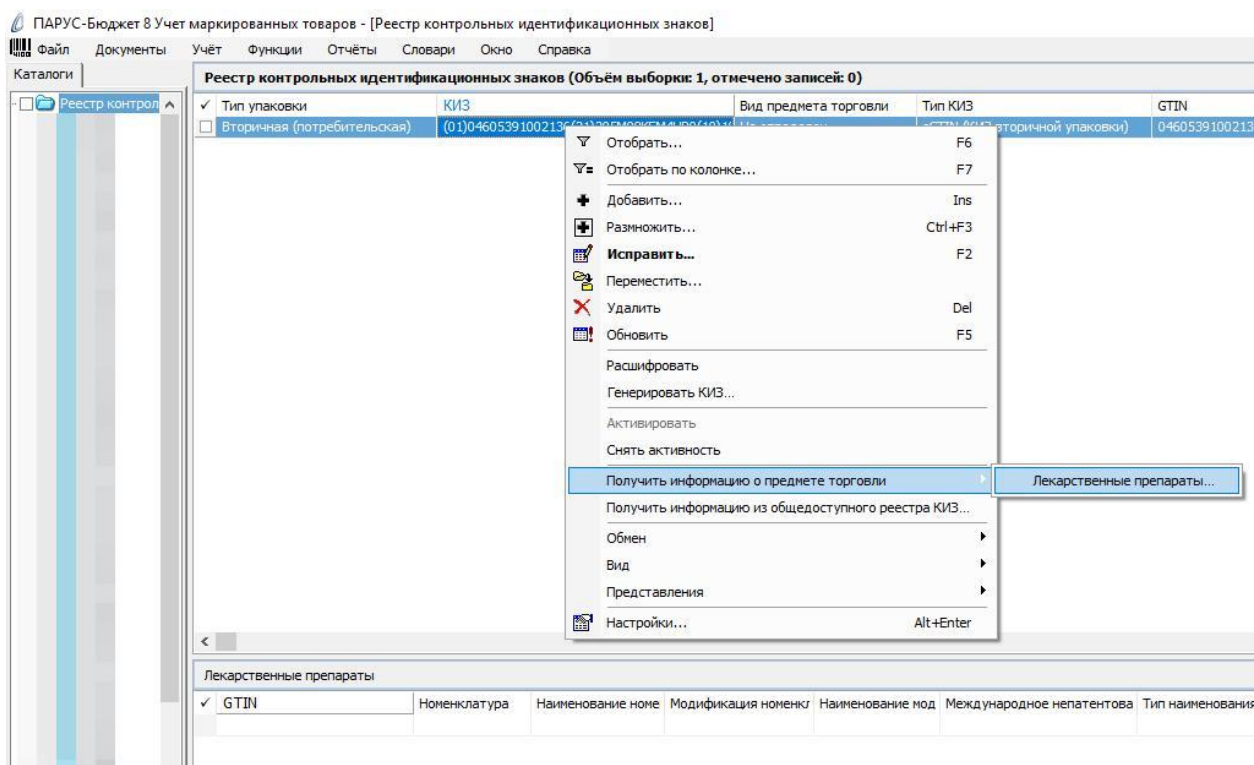 ПАРУС-Бюджет 8 Учет маркированных товаров - [Реестр контрольных идентификационных знаков]
Файл Документы Учёт Функции Отчёты Словари Окно Справка
Каталоги
Реестр контрольных идентификационных знаков (Объём выборки: 1, отмечено записей: 0)
Реестр контрол
Тип упаковки КИЗ Вид предмета торговли Тип КИЗ GTIN
Вторичная (потребительская) вторичной упаковки) 0460539100213
Отобрать... F6
Отобрать по колонке... F7
Добавить... Ins
Размножить... Ctrl+F3
Исправить... F2
Переместить...
Удалить Del
Обновить F5
Расшифровать
Генерировать КИЗ...
Активировать
Снять активность
Получить информацию о предмете торговли Лекарственные препараты...
Получить информацию из общедоступного реестра КИЗ...
Обмен
Вид
Представления
Настройки... Alt+Enter
Лекарственные препараты
GTIN Номенклатура Наименование номе Модификация номенкл Наименование мод Международное непатентова Тип наименования